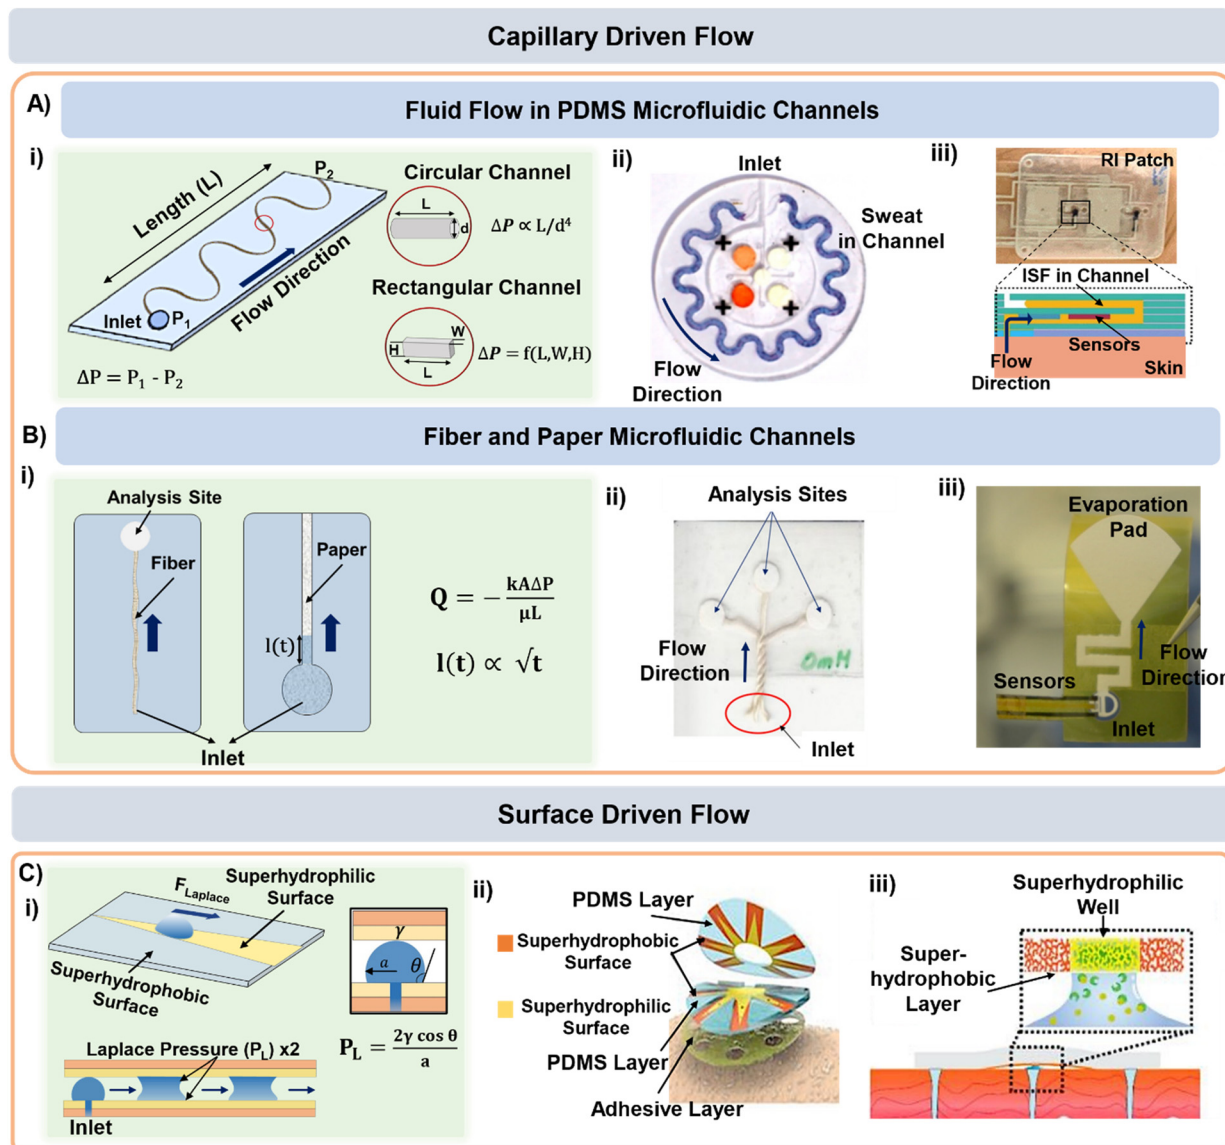 Capillary Driven Flow
A)
Fluid Flow in PDMS Microfluidic Channels
i)
Length (L)
P₂
Flow Direction
Inlet
P₁
ΔP = P₁ - P₂
Circular Channel
L
d
ΔP ∝ L/d⁴
Rectangular Channel
W
H
L
ΔP = f(L,W,H)
ii)
Inlet
Sweat
in Channel
Flow
Direction
iii)
RI Patch
ISF in Channel
Flow
Direction
Sensors
Skin
B)
Fiber and Paper Microfluidic Channels
i)
Analysis Site
Fiber
Paper
l(t)
Inlet
Q = − kAΔP / μL
l(t) ∝ √t
ii)
Analysis Sites
Flow
Direction
0mM
Inlet
iii)
Evaporation
Pad
Flow
Direction
Sensors
Inlet
Surface Driven Flow
C)
i)
F_Laplace
Superhydrophilic
Surface
Superhydrophobic
Surface
γ
a
θ
Laplace Pressure (P_L) x2
Inlet
P_L = 2γ cos θ / a
ii)
PDMS Layer
Superhydrophobic
Surface
Superhydrophilic
Surface
PDMS Layer
Adhesive Layer
iii)
Superhydrophilic
Well
Super-
hydrophobic
Layer